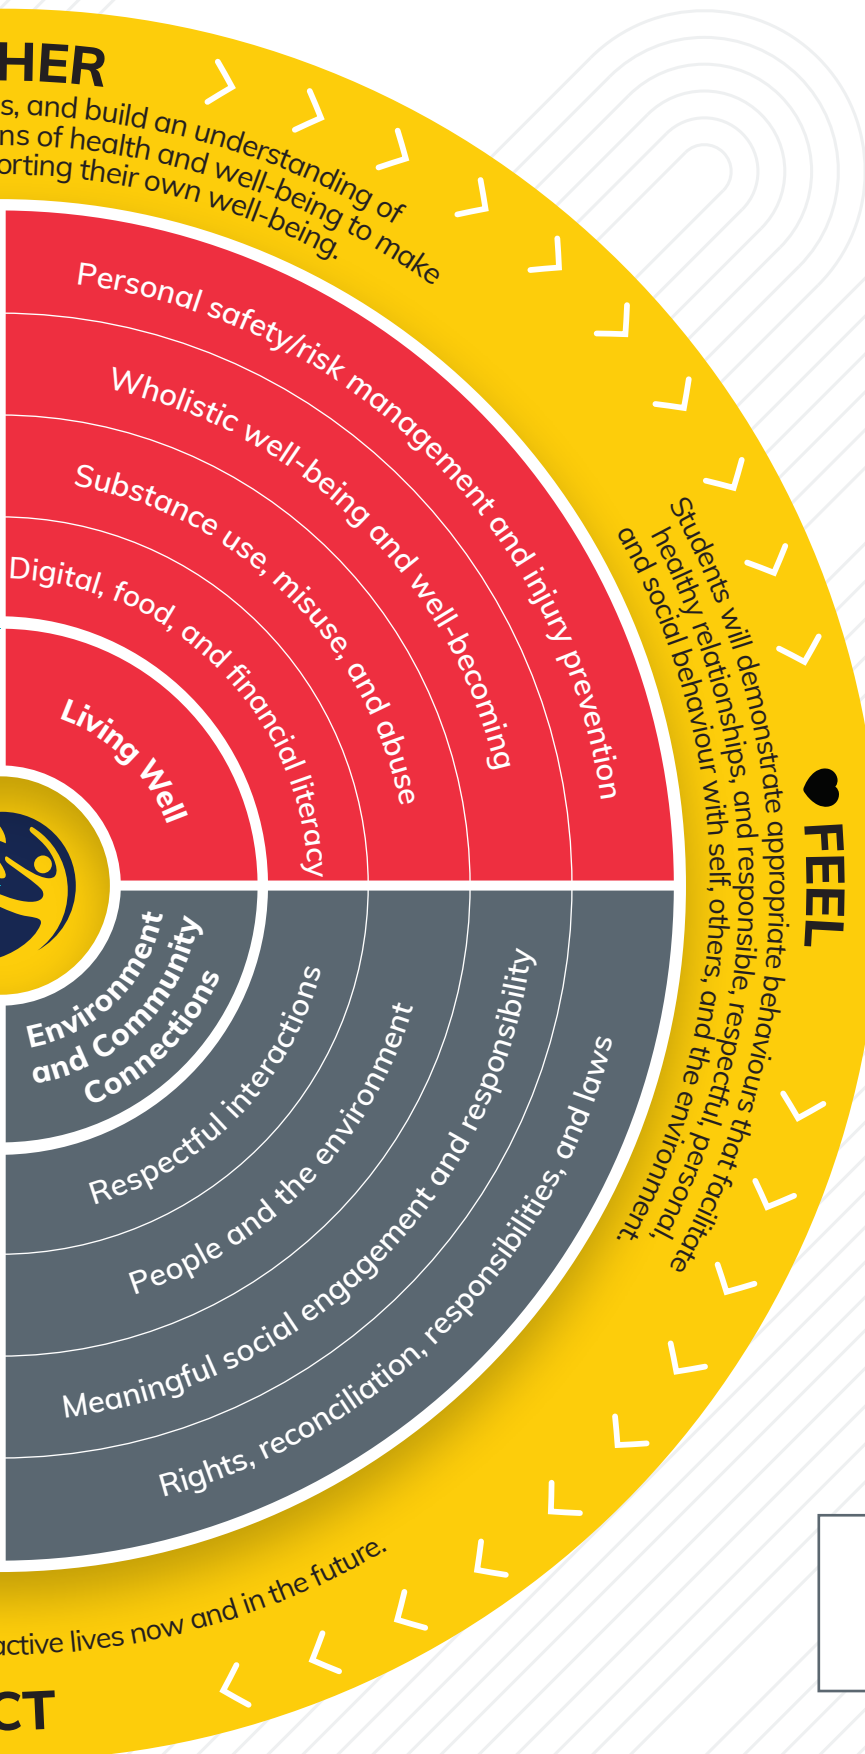 HER
s, and build an understanding of
ns of health and well-being to make
orting their own well-being.
Personal safety/risk management and injury prevention
Wholistic well-being and well-becoming
Substance use, misuse, and abuse
Digital, food, and financial literacy
Living Well
FEEL
Students will demonstrate appropriate behaviours that facilitate
healthy relationships, and responsible, respectful, personal,
and social behaviour with self, others, and the environment.
Environment
and Community
Connections
Respectful interactions
People and the environment
Meaningful social engagement and responsibility
Rights, reconciliation, responsibilities, and laws
active lives now and in the future.
CT